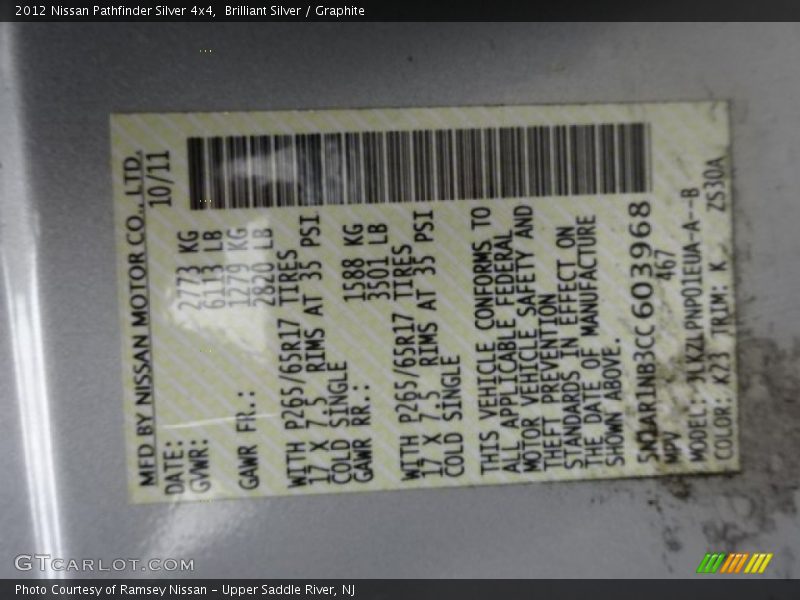 2012 Nissan Pathfinder Silver 4x4,  Brilliant Silver / Graphite
MFD BY NISSAN MOTOR CO., LTD.
DATE: 10/11
GVWR: 2773 KG
6113 LB
GAWR FR.: 1279 KG
2820 LB
WITH P265/65R17 TIRES
17 X 7.5 RIMS AT 35 PSI
COLD SINGLE
GAWR RR.: 1588 KG
3501 LB
WITH P265/65R17 TIRES
17 X 7.5 RIMS AT 35 PSI
COLD SINGLE
THIS VEHICLE CONFORMS TO
ALL APPLICABLE FEDERAL
MOTOR VEHICLE SAFETY AND
THEFT PREVENTION
STANDARDS IN EFFECT ON
THE DATE OF MANUFACTURE
SHOWN ABOVE.
5N1AR1NB3CC603968
MPV 467
MODEL: JLKZLPNP01EUA-A--B
COLOR: K23 TRIM: K ZS30A
GTCARLOT.COM
Photo Courtesy of Ramsey Nissan – Upper Saddle River, NJ